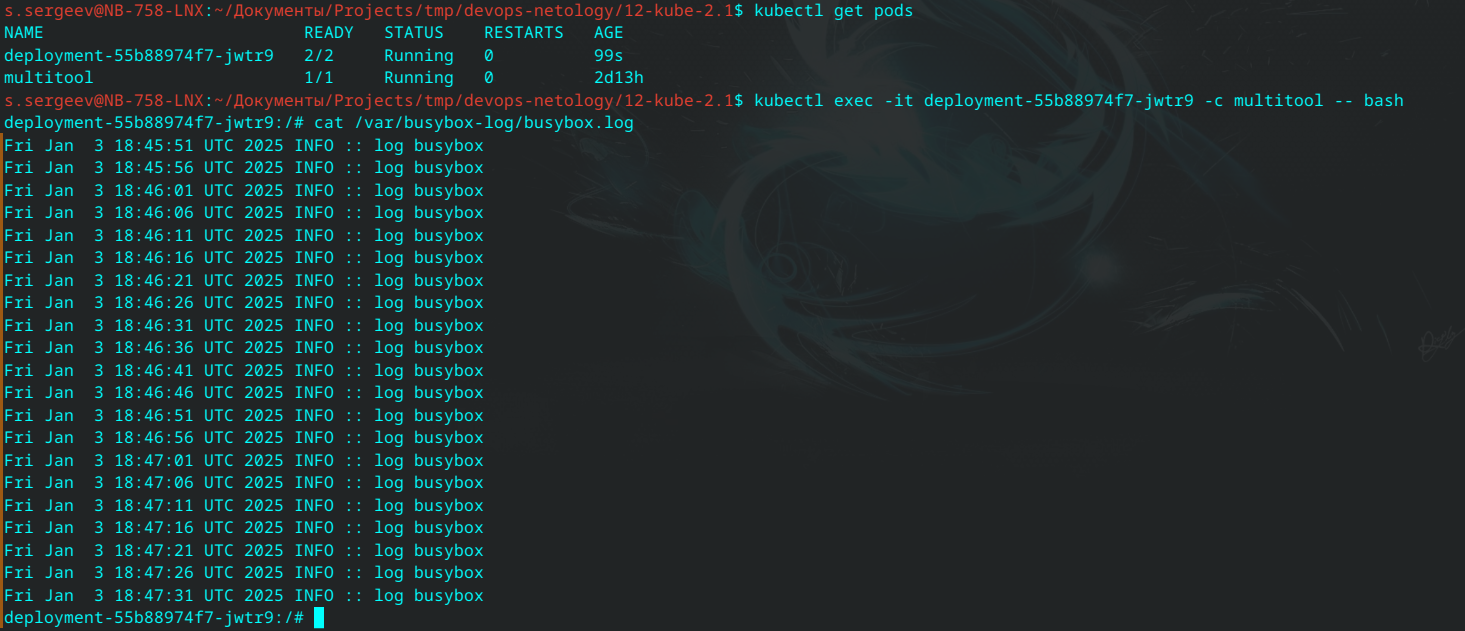 s.sergeev@NB-758-LNX:~/Документы/Projects/tmp/devops-netology/12-kube-2.1$ kubectl get pods
NAME                          READY   STATUS    RESTARTS   AGE
deployment-55b88974f7-jwtr9   2/2     Running   0          99s
multitool                     1/1     Running   0          2d13h
s.sergeev@NB-758-LNX:~/Документы/Projects/tmp/devops-netology/12-kube-2.1$ kubectl exec -it deployment-55b88974f7-jwtr9 -c multitool -- bash
deployment-55b88974f7-jwtr9:/# cat /var/busybox-log/busybox.log
Fri Jan  3 18:45:51 UTC 2025 INFO :: log busybox
Fri Jan  3 18:45:56 UTC 2025 INFO :: log busybox
Fri Jan  3 18:46:01 UTC 2025 INFO :: log busybox
Fri Jan  3 18:46:06 UTC 2025 INFO :: log busybox
Fri Jan  3 18:46:11 UTC 2025 INFO :: log busybox
Fri Jan  3 18:46:16 UTC 2025 INFO :: log busybox
Fri Jan  3 18:46:21 UTC 2025 INFO :: log busybox
Fri Jan  3 18:46:26 UTC 2025 INFO :: log busybox
Fri Jan  3 18:46:31 UTC 2025 INFO :: log busybox
Fri Jan  3 18:46:36 UTC 2025 INFO :: log busybox
Fri Jan  3 18:46:41 UTC 2025 INFO :: log busybox
Fri Jan  3 18:46:46 UTC 2025 INFO :: log busybox
Fri Jan  3 18:46:51 UTC 2025 INFO :: log busybox
Fri Jan  3 18:46:56 UTC 2025 INFO :: log busybox
Fri Jan  3 18:47:01 UTC 2025 INFO :: log busybox
Fri Jan  3 18:47:06 UTC 2025 INFO :: log busybox
Fri Jan  3 18:47:11 UTC 2025 INFO :: log busybox
Fri Jan  3 18:47:16 UTC 2025 INFO :: log busybox
Fri Jan  3 18:47:21 UTC 2025 INFO :: log busybox
Fri Jan  3 18:47:26 UTC 2025 INFO :: log busybox
Fri Jan  3 18:47:31 UTC 2025 INFO :: log busybox
deployment-55b88974f7-jwtr9:/#